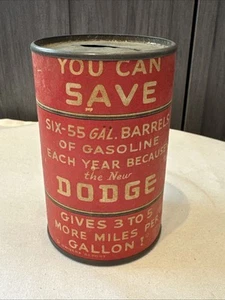 YOU CAN
SAVE
SIX-55 GAL. BARRELS
OF GASOLINE
EACH YEAR BECAUSE
the New
DODGE
GIVES 3 TO 5
MORE MILES PER
GALLON!